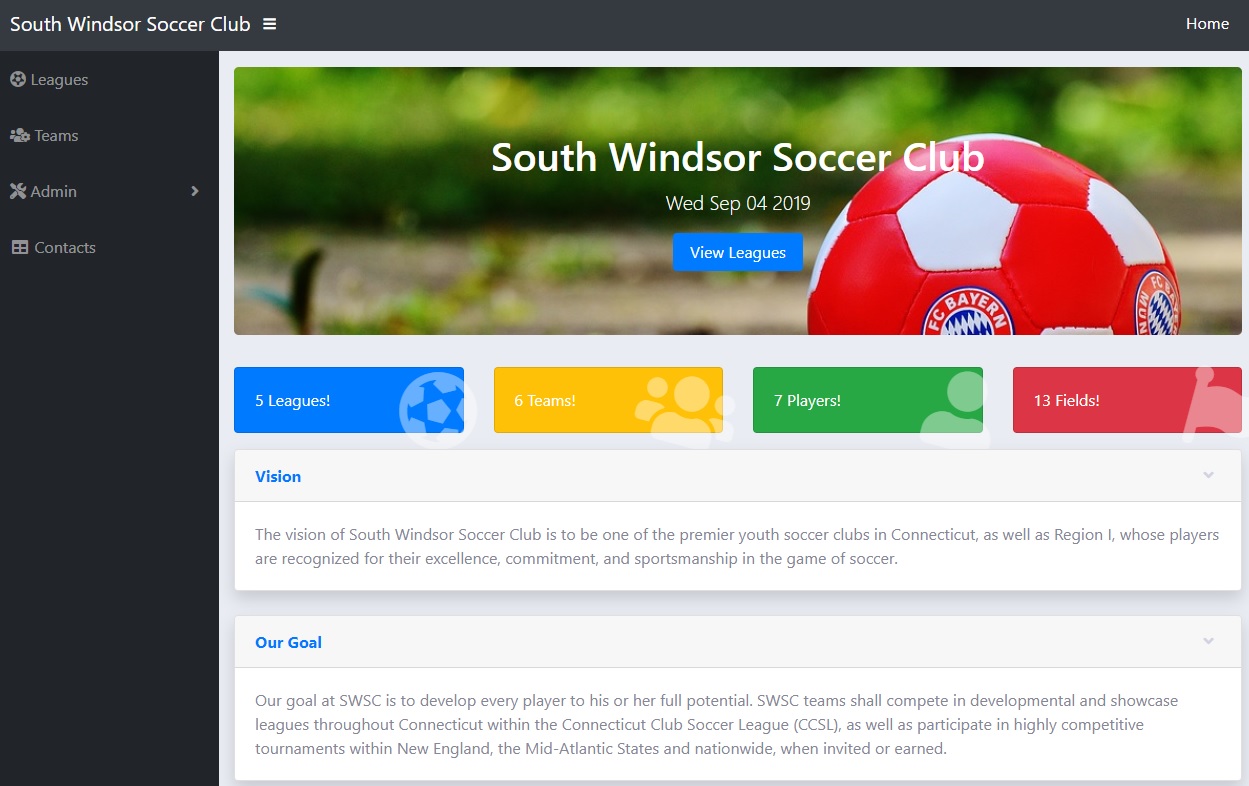 South Windsor Soccer Club
Home
Leagues
Teams
Admin
Contacts
South Windsor Soccer Club
Wed Sep 04 2019
View Leagues
FC BAYERN
FC
MÜN
5 Leagues!
6 Teams!
7 Players!
13 Fields!
Vision
The vision of South Windsor Soccer Club is to be one of the premier youth soccer clubs in Connecticut, as well as Region I, whose players
are recognized for their excellence, commitment, and sportsmanship in the game of soccer.
Our Goal
Our goal at SWSC is to develop every player to his or her full potential. SWSC teams shall compete in developmental and showcase
leagues throughout Connecticut within the Connecticut Club Soccer League (CCSL), as well as participate in highly competitive
tournaments within New England, the Mid-Atlantic States and nationwide, when invited or earned.